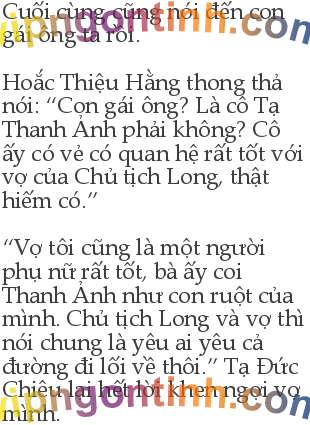 Cuối cùng cũng nói đến con
gái ông ta rồi.
Hoắc Thiệu Hằng thong thả
nói: “Con gái ông? Là cô Tạ
Thanh Ảnh phải không? Cô
ấy có vẻ có quan hệ rất tốt với
vợ của Chủ tịch Long, thật
hiếm có.”
“Vợ tôi cũng là một người
phụ nữ rất tốt, bà ấy coi
Thanh Ảnh như con ruột của
mình. Chủ tịch Long và vợ thì
nói chung là yêu ai yêu cả
đường đi lối về thôi.” Tạ Đức
Chiêu lại hết lời khen ngợi vợ
mình.
vipngontinh.com